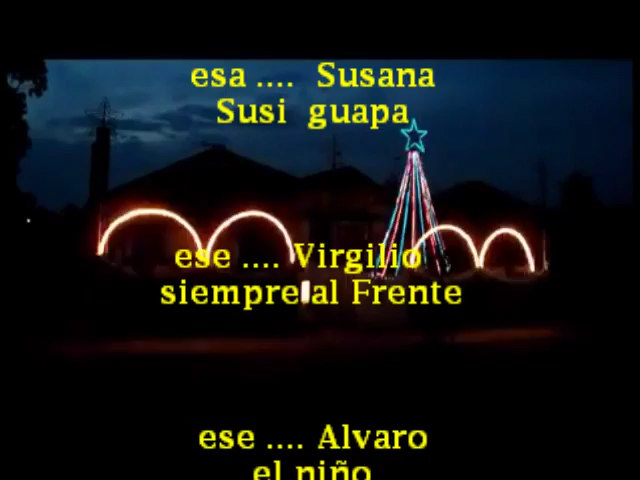 esa .... Susana
Susi guapa
ese .... Virgilio
siempre al Frente
ese .... Alvaro
el niño